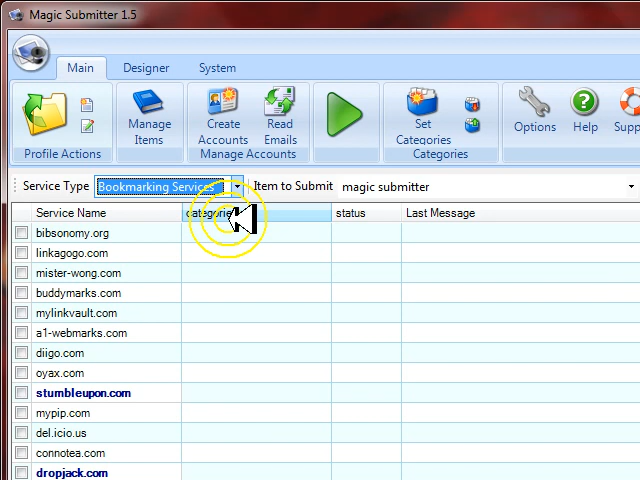 Magic Submitter 1.5
Main Designer System
Manage Items
Create Accounts
Read Emails
Set Categories
Options Help
Profile Actions Manage Accounts Categories
Service Type Bookmarking Services Item to Submit magic submitter
Service Name categorie status Last Message
bibsonomy.org
linkagogo.com
mister-wong.com
buddymarks.com
mylinkvault.com
a1-webmarks.com
diigo.com
oyax.com
stumbleupon.com
mypip.com
del.icio.us
connotea.com
dropjack.com